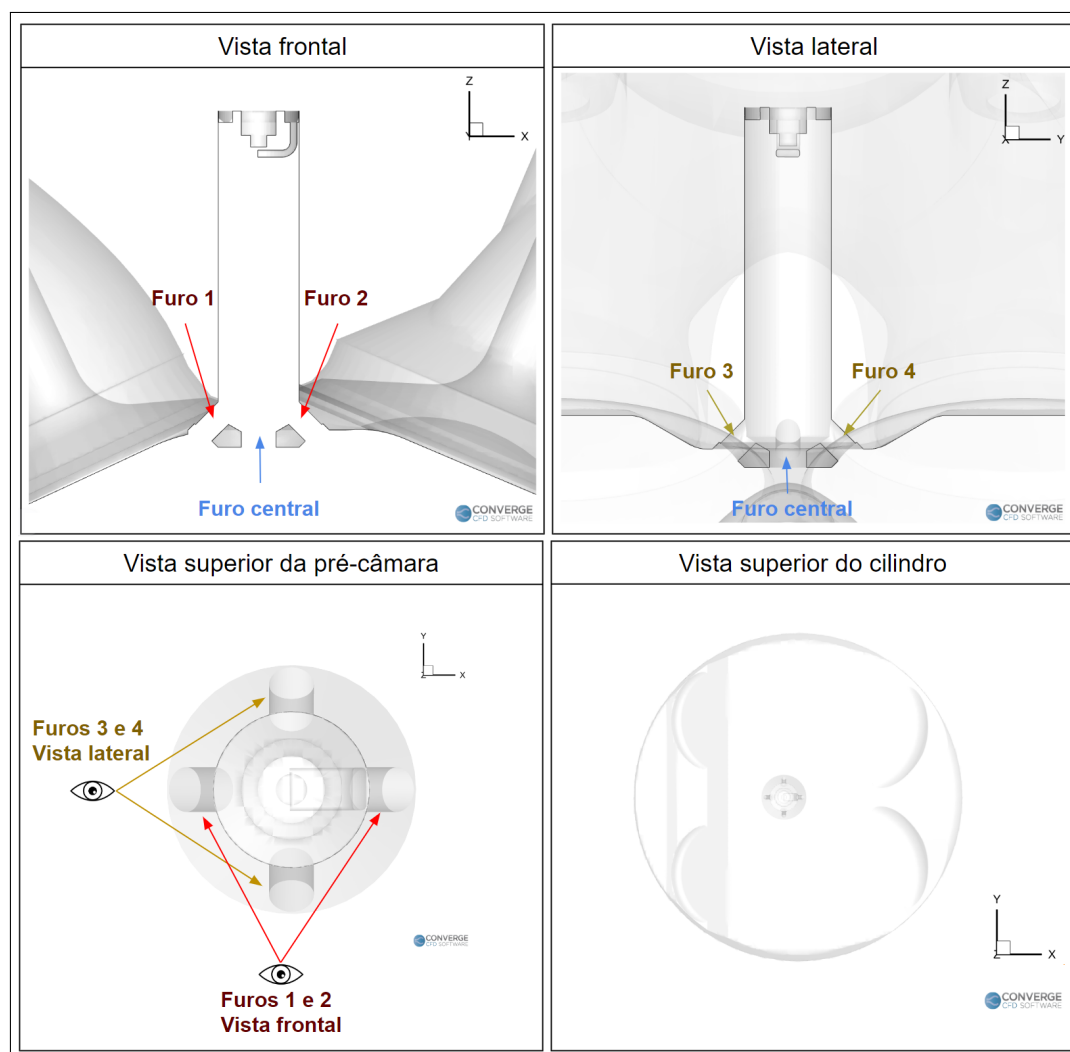 Vista frontal
Vista lateral
Z
X
Y
Furo 1
Furo 2
Furo central
CONVERGE
CFD SOFTWARE
Z
Y
X
Furo 3
Furo 4
Furo central
CONVERGE
CFD SOFTWARE
Vista superior da pré-câmara
Vista superior do cilindro
Y
X
Z
Furos 3 e 4
Vista lateral
CONVERGE
CFD SOFTWARE
Furos 1 e 2
Vista frontal
Y
X
Z
CONVERGE
CFD SOFTWARE